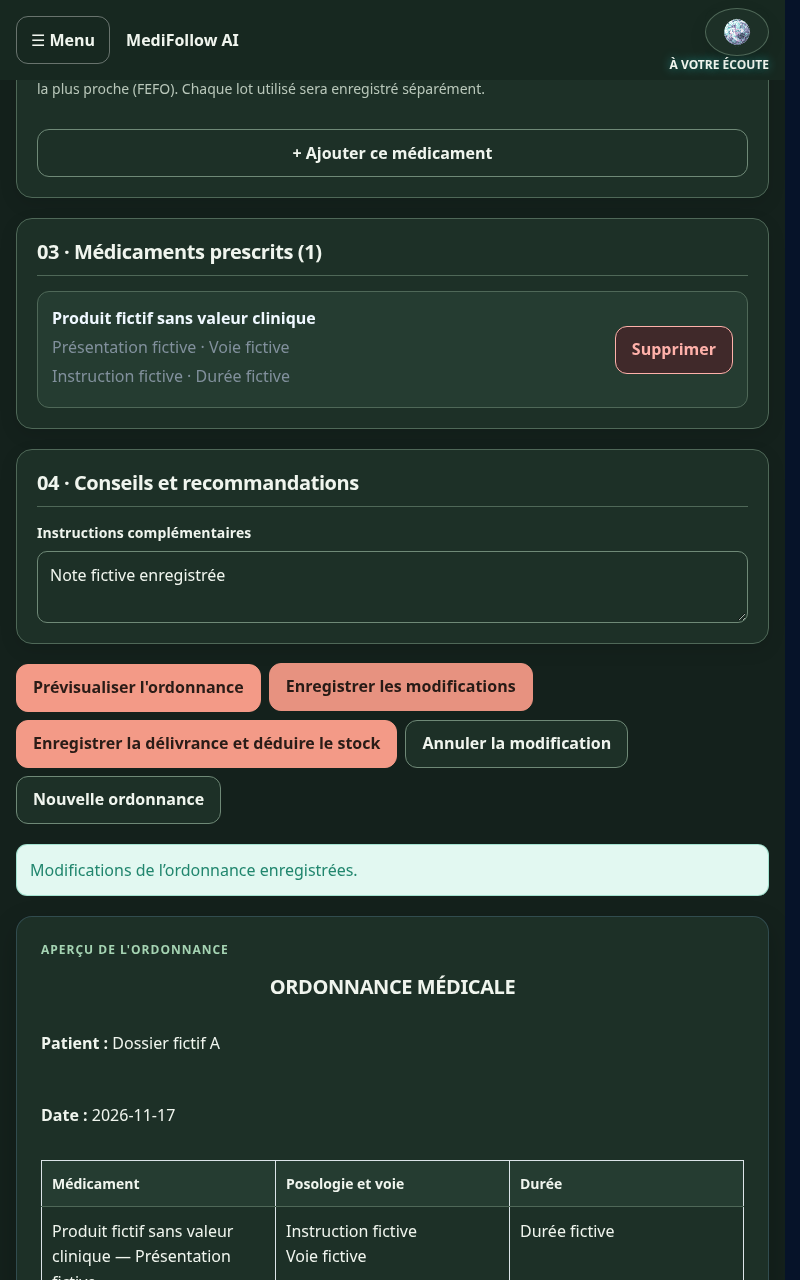 ☰ Menu
MediFollow AI
À VOTRE ÉCOUTE
la plus proche (FEFO). Chaque lot utilisé sera enregistré séparément.
+ Ajouter ce médicament
03 · Médicaments prescrits (1)
Produit fictif sans valeur clinique
Présentation fictive · Voie fictive
Instruction fictive · Durée fictive
Supprimer
04 · Conseils et recommandations
Instructions complémentaires
Note fictive enregistrée
Prévisualiser l'ordonnance
Enregistrer les modifications
Enregistrer la délivrance et déduire le stock
Annuler la modification
Nouvelle ordonnance
Modifications de l’ordonnance enregistrées.
APERÇU DE L'ORDONNANCE
ORDONNANCE MÉDICALE
Patient : Dossier fictif A
Date : 2026-11-17
Médicament
Posologie et voie
Durée
Produit fictif sans valeur
clinique — Présentation
fictive
Instruction fictive
Voie fictive
Durée fictive